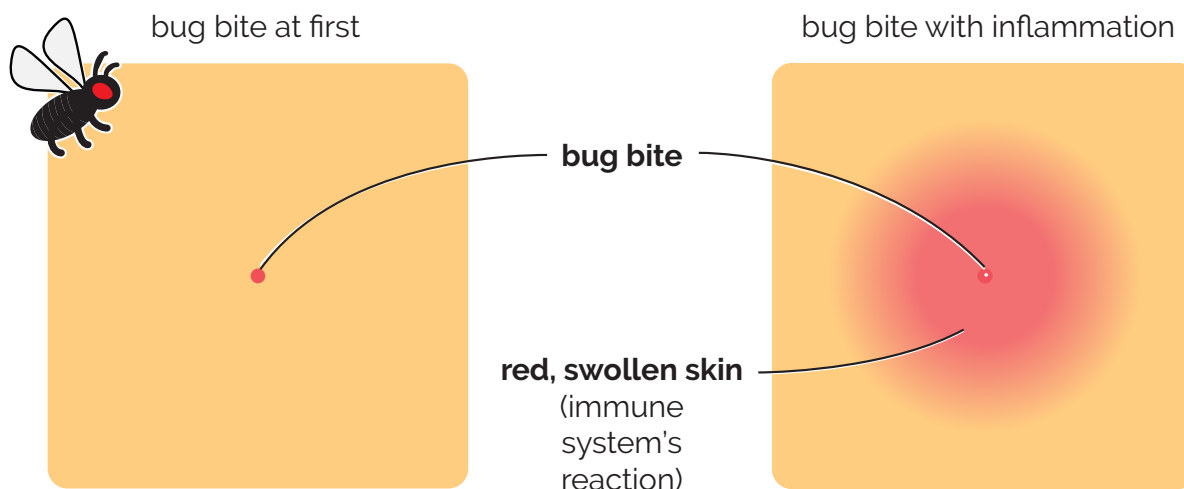 bug bite at first
bug bite with inflammation
bug bite
red, swollen skin
(immune
system’s
reaction)